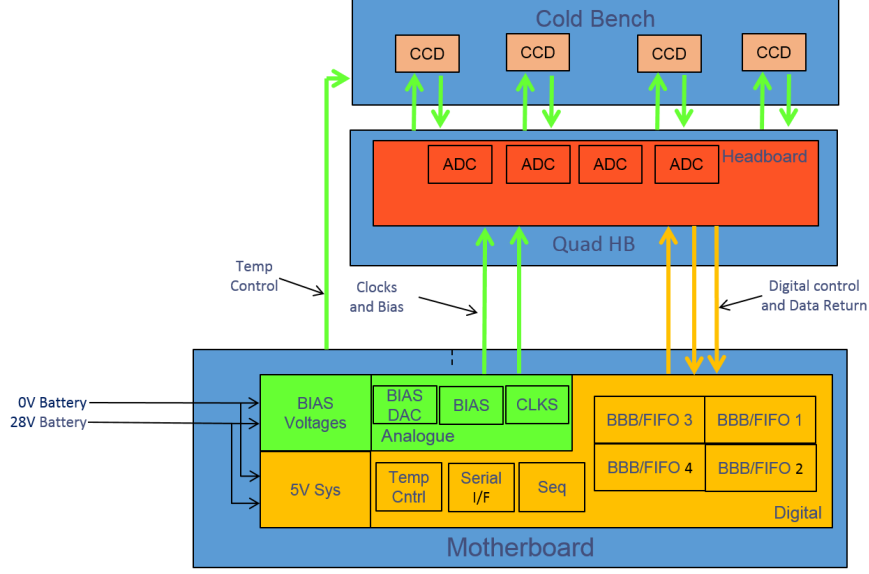 Cold Bench
CCD
CCD
CCD
CCD
Headboard
ADC
ADC
ADC
ADC
Quad HB
Temp
Control
Clocks
and Bias
Digital control
and Data Return
0V Battery
28V Battery
BIAS
Voltages
BIAS
DAC
BIAS
CLKS
Analogue
BBB/FIFO 3
BBB/FIFO 1
BBB/FIFO 4
BBB/FIFO 2
5V Sys
Temp
Cntrl
Serial
I/F
Seq
Digital
Motherboard